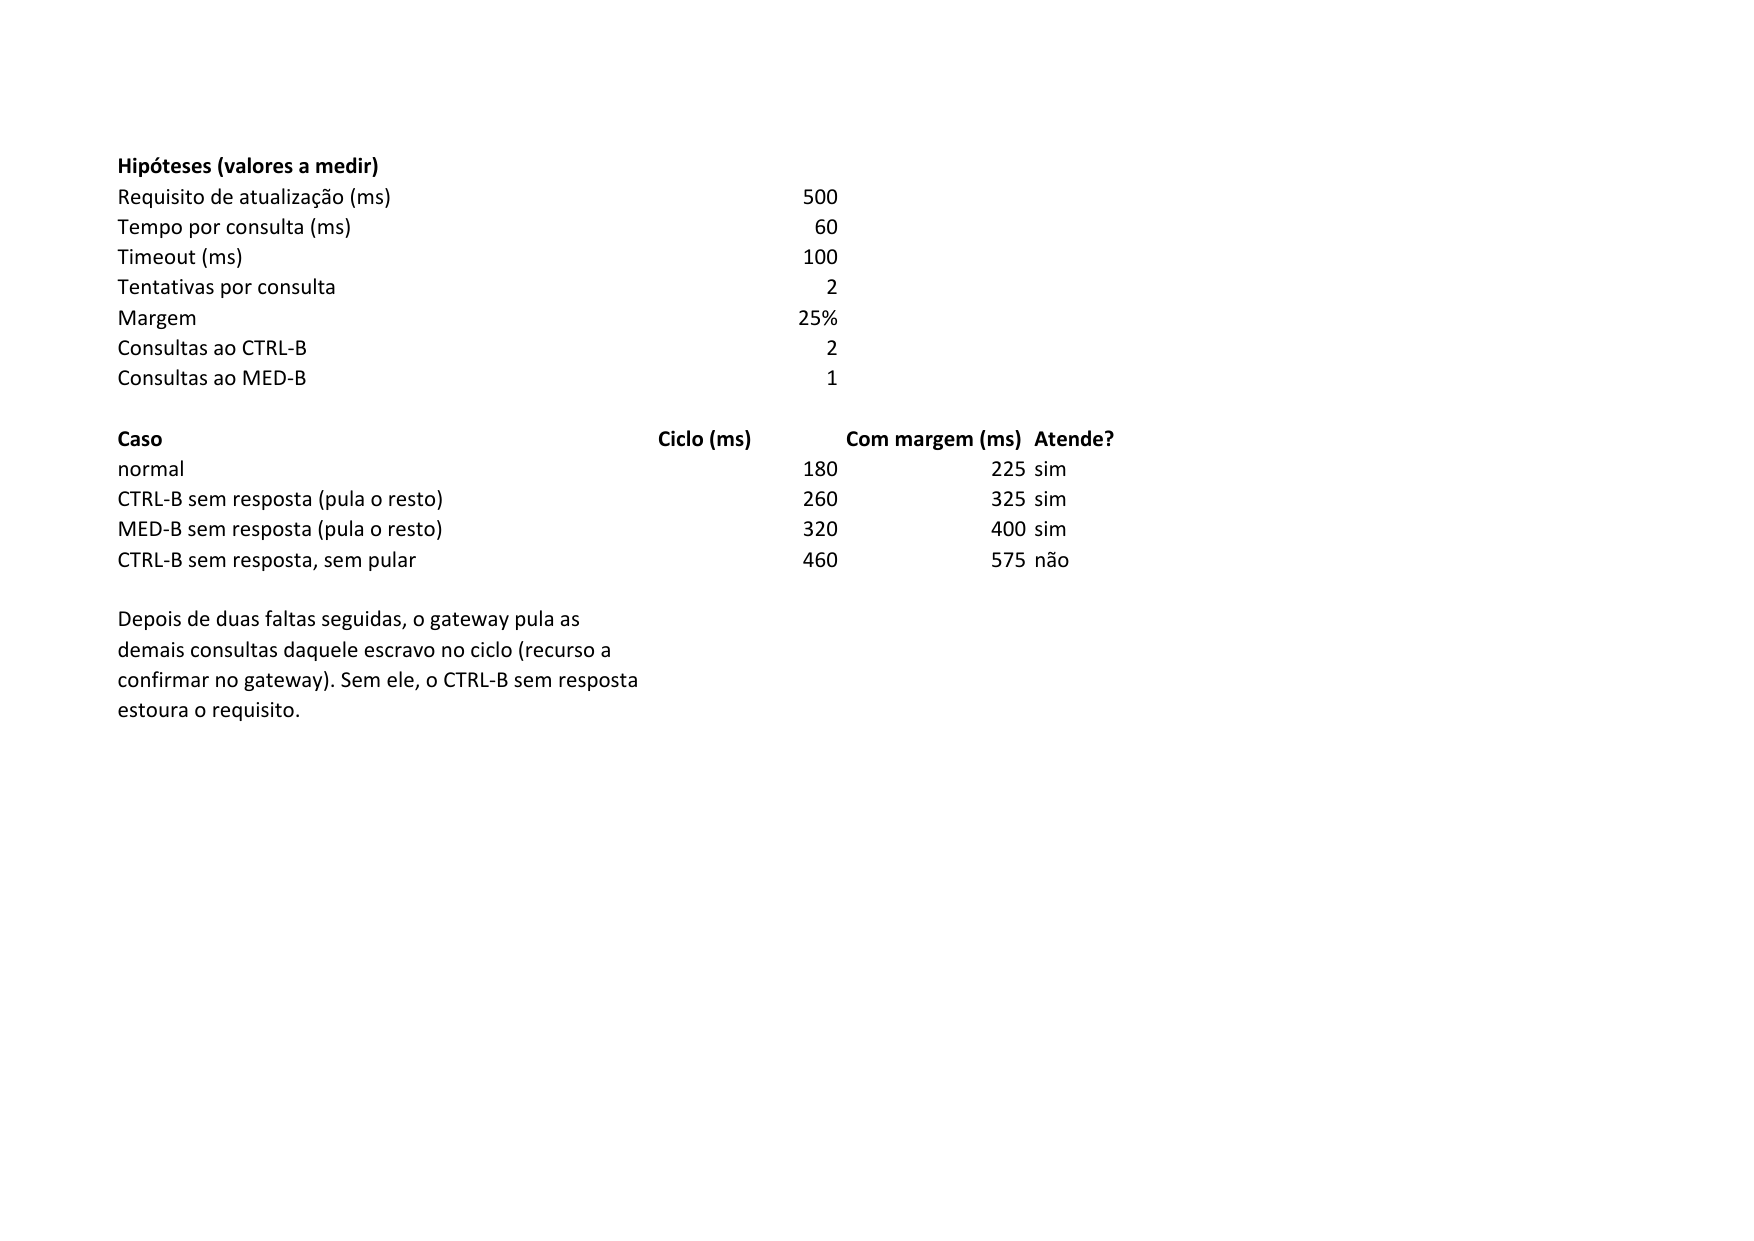 Hipóteses (valores a medir)
Requisito de atualização (ms) 500
Tempo por consulta (ms) 60
Timeout (ms) 100
Tentativas por consulta 2
Margem 25%
Consultas ao CTRL-B 2
Consultas ao MED-B 1
Caso Ciclo (ms) Com margem (ms) Atende?
normal 180 225 sim
CTRL-B sem resposta (pula o resto) 260 325 sim
MED-B sem resposta (pula o resto) 320 400 sim
CTRL-B sem resposta, sem pular 460 575 não
Depois de duas faltas seguidas, o gateway pula as
demais consultas daquele escravo no ciclo (recurso a
confirmar no gateway). Sem ele, o CTRL-B sem resposta
estoura o requisito.